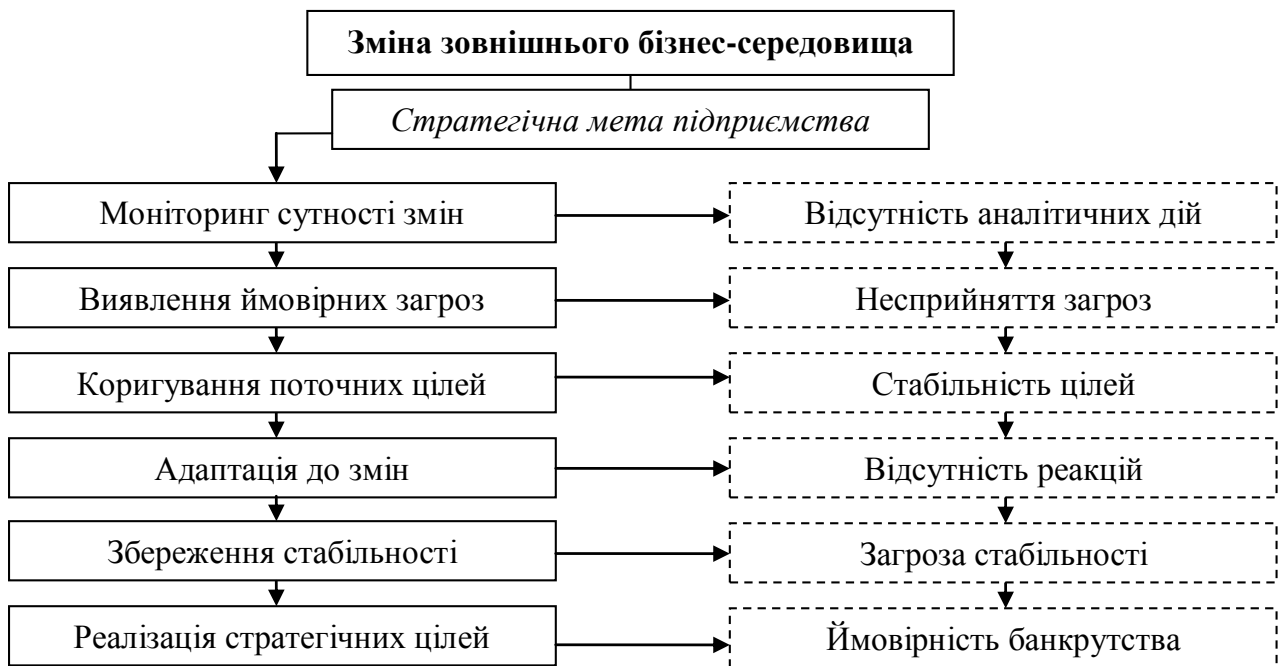 Зміна зовнішнього бізнес-середовища
Стратегічна мета підприємства
Моніторинг сутності змін
Відсутність аналітичних дій
Виявлення ймовірних загроз
Несприйняття загроз
Коригування поточних цілей
Стабільність цілей
Адаптація до змін
Відсутність реакцій
Збереження стабільності
Загроза стабільності
Реалізація стратегічних цілей
Ймовірність банкрутства